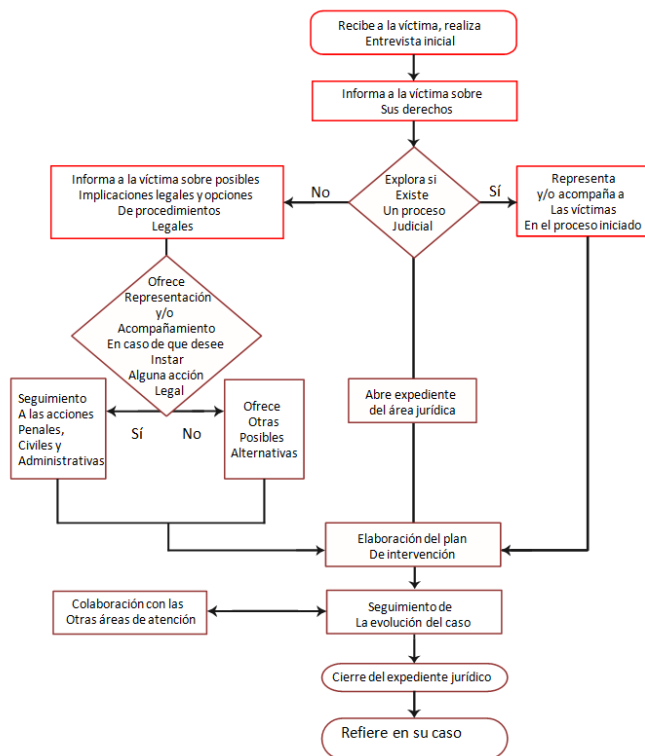 Recibe a la víctima, realiza
Entrevista inicial
Informa a la víctima sobre
Sus derechos
Informa a la víctima sobre posibles
Implicaciones legales y opciones
De procedimientos
Legales
No
Explora si
Existe
Un proceso
Judicial
Sí
Representa
y/o acompaña a
Las víctimas
En el proceso iniciado
Ofrece
Representación
y/o
Acompañamiento
En caso de que desee
Instar
Alguna acción
Legal
Seguimiento
A las acciones
Penales,
Civiles y
Administrativas
Sí
No
Ofrece
Otras
Posibles
Alternativas
Abre expediente
del área jurídica
Elaboración del plan
De intervención
Colaboración con las
Otras áreas de atención
Seguimiento de
La evolución del caso
Cierre del expediente jurídico
Refiere en su caso